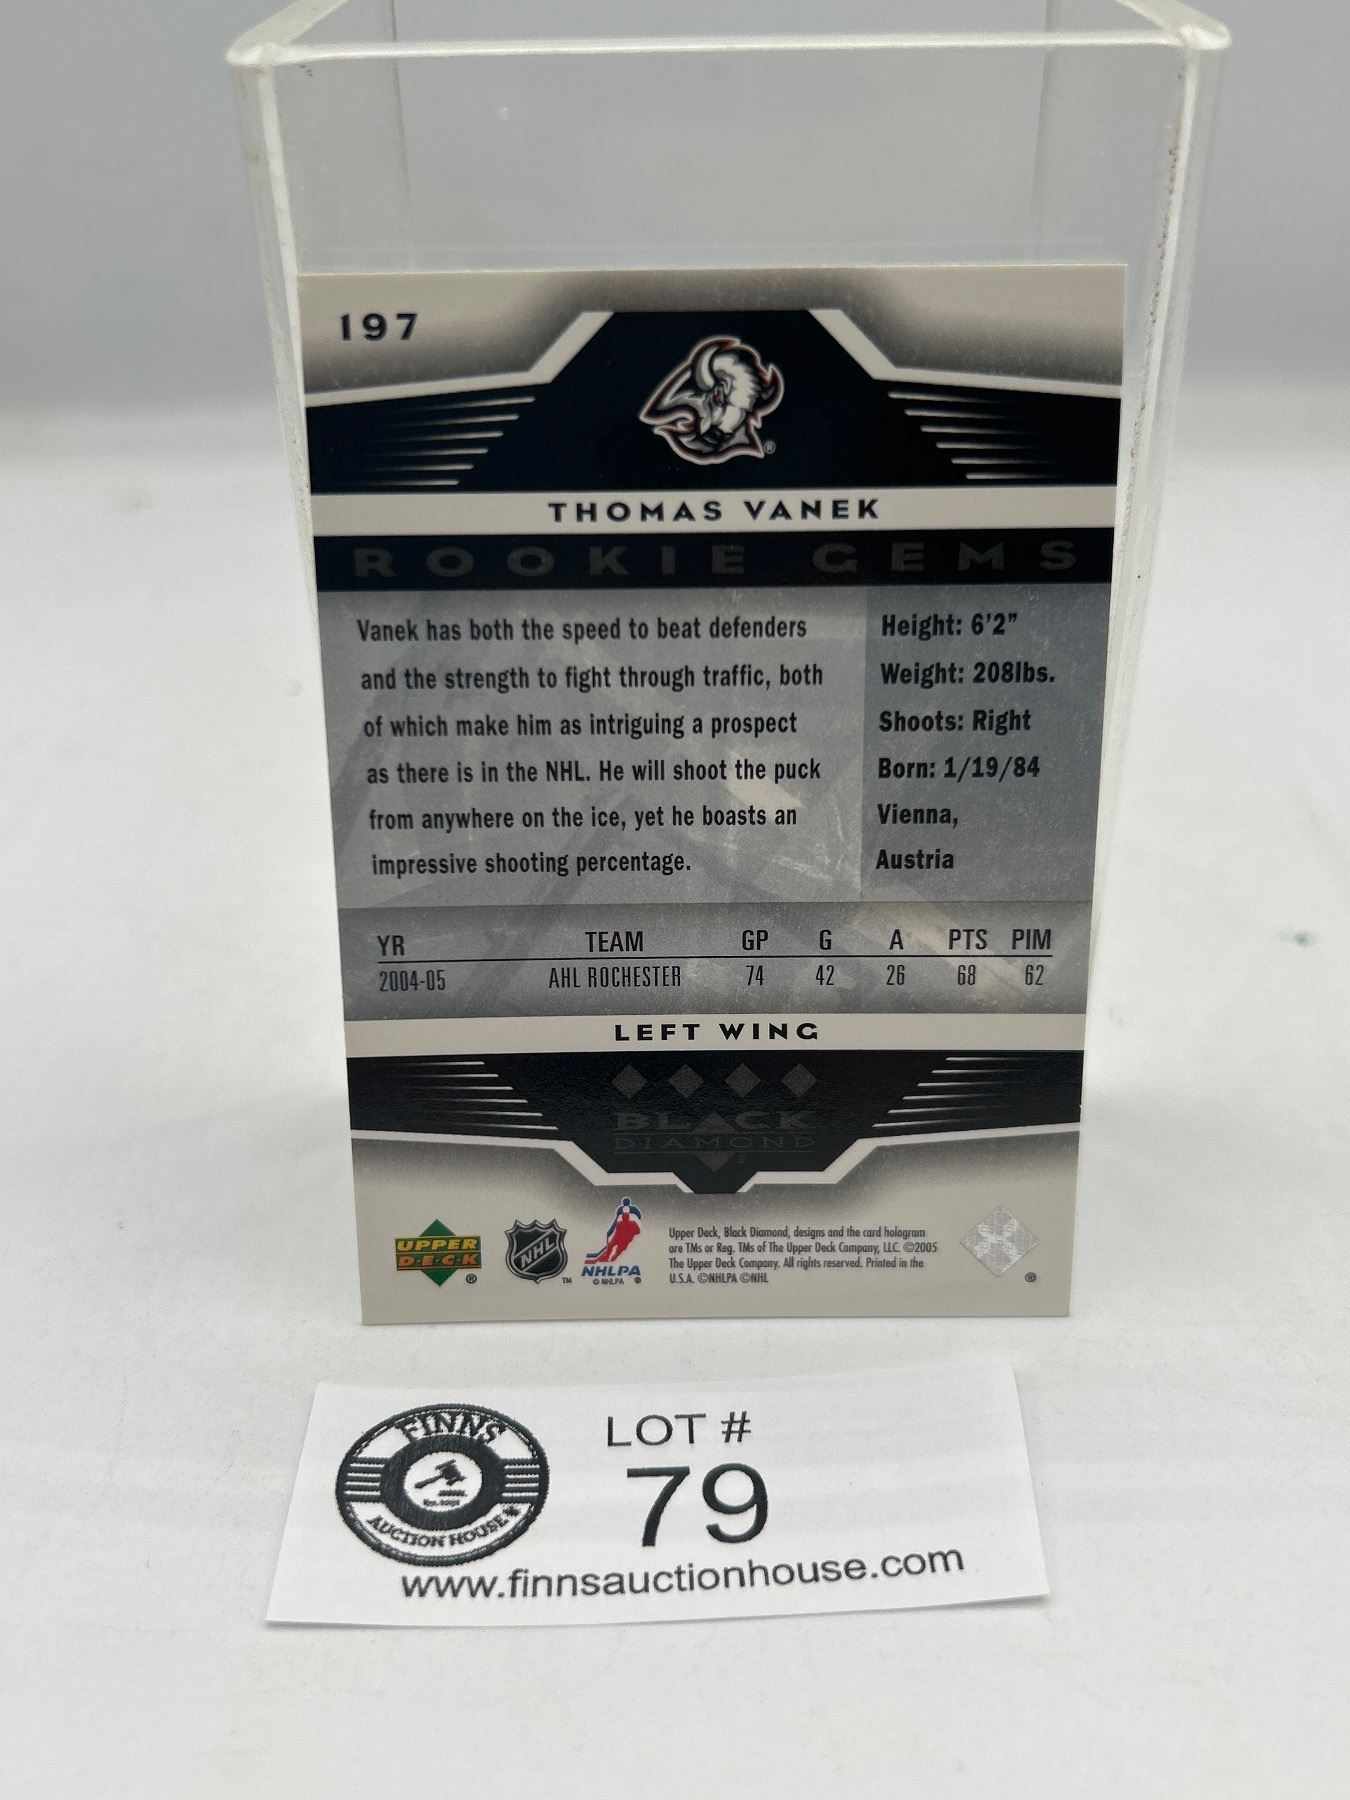 197
®
THOMAS VANEK
ROOKIE GEMS
Vanek has both the speed to beat defenders
and the strength to fight through traffic, both
of which make him as intriguing a prospect
as there is in the NHL. He will shoot the puck
from anywhere on the ice, yet he boasts an
impressive shooting percentage.
Height: 6'2"
Weight: 208lbs.
Shoots: Right
Born: 1/19/84
Vienna,
Austria
YR TEAM GP G A PTS PIM
2004-05 AHL ROCHESTER 74 42 26 68 62
LEFT WING
BLACK
DIAMOND
UPPER
D·E·C·K ®
NHL ™
NHLPA
© NHLPA ®
Upper Deck, Black Diamond, designs and the card hologram
are TMs or Reg. TMs of The Upper Deck Company, LLC. ©2005
The Upper Deck Company. All rights reserved. Printed in the
U.S.A. ©NHLPA ©NHL
®
FINNS
AUCTION HOUSE
LOT #
79
www.finnsauctionhouse.com